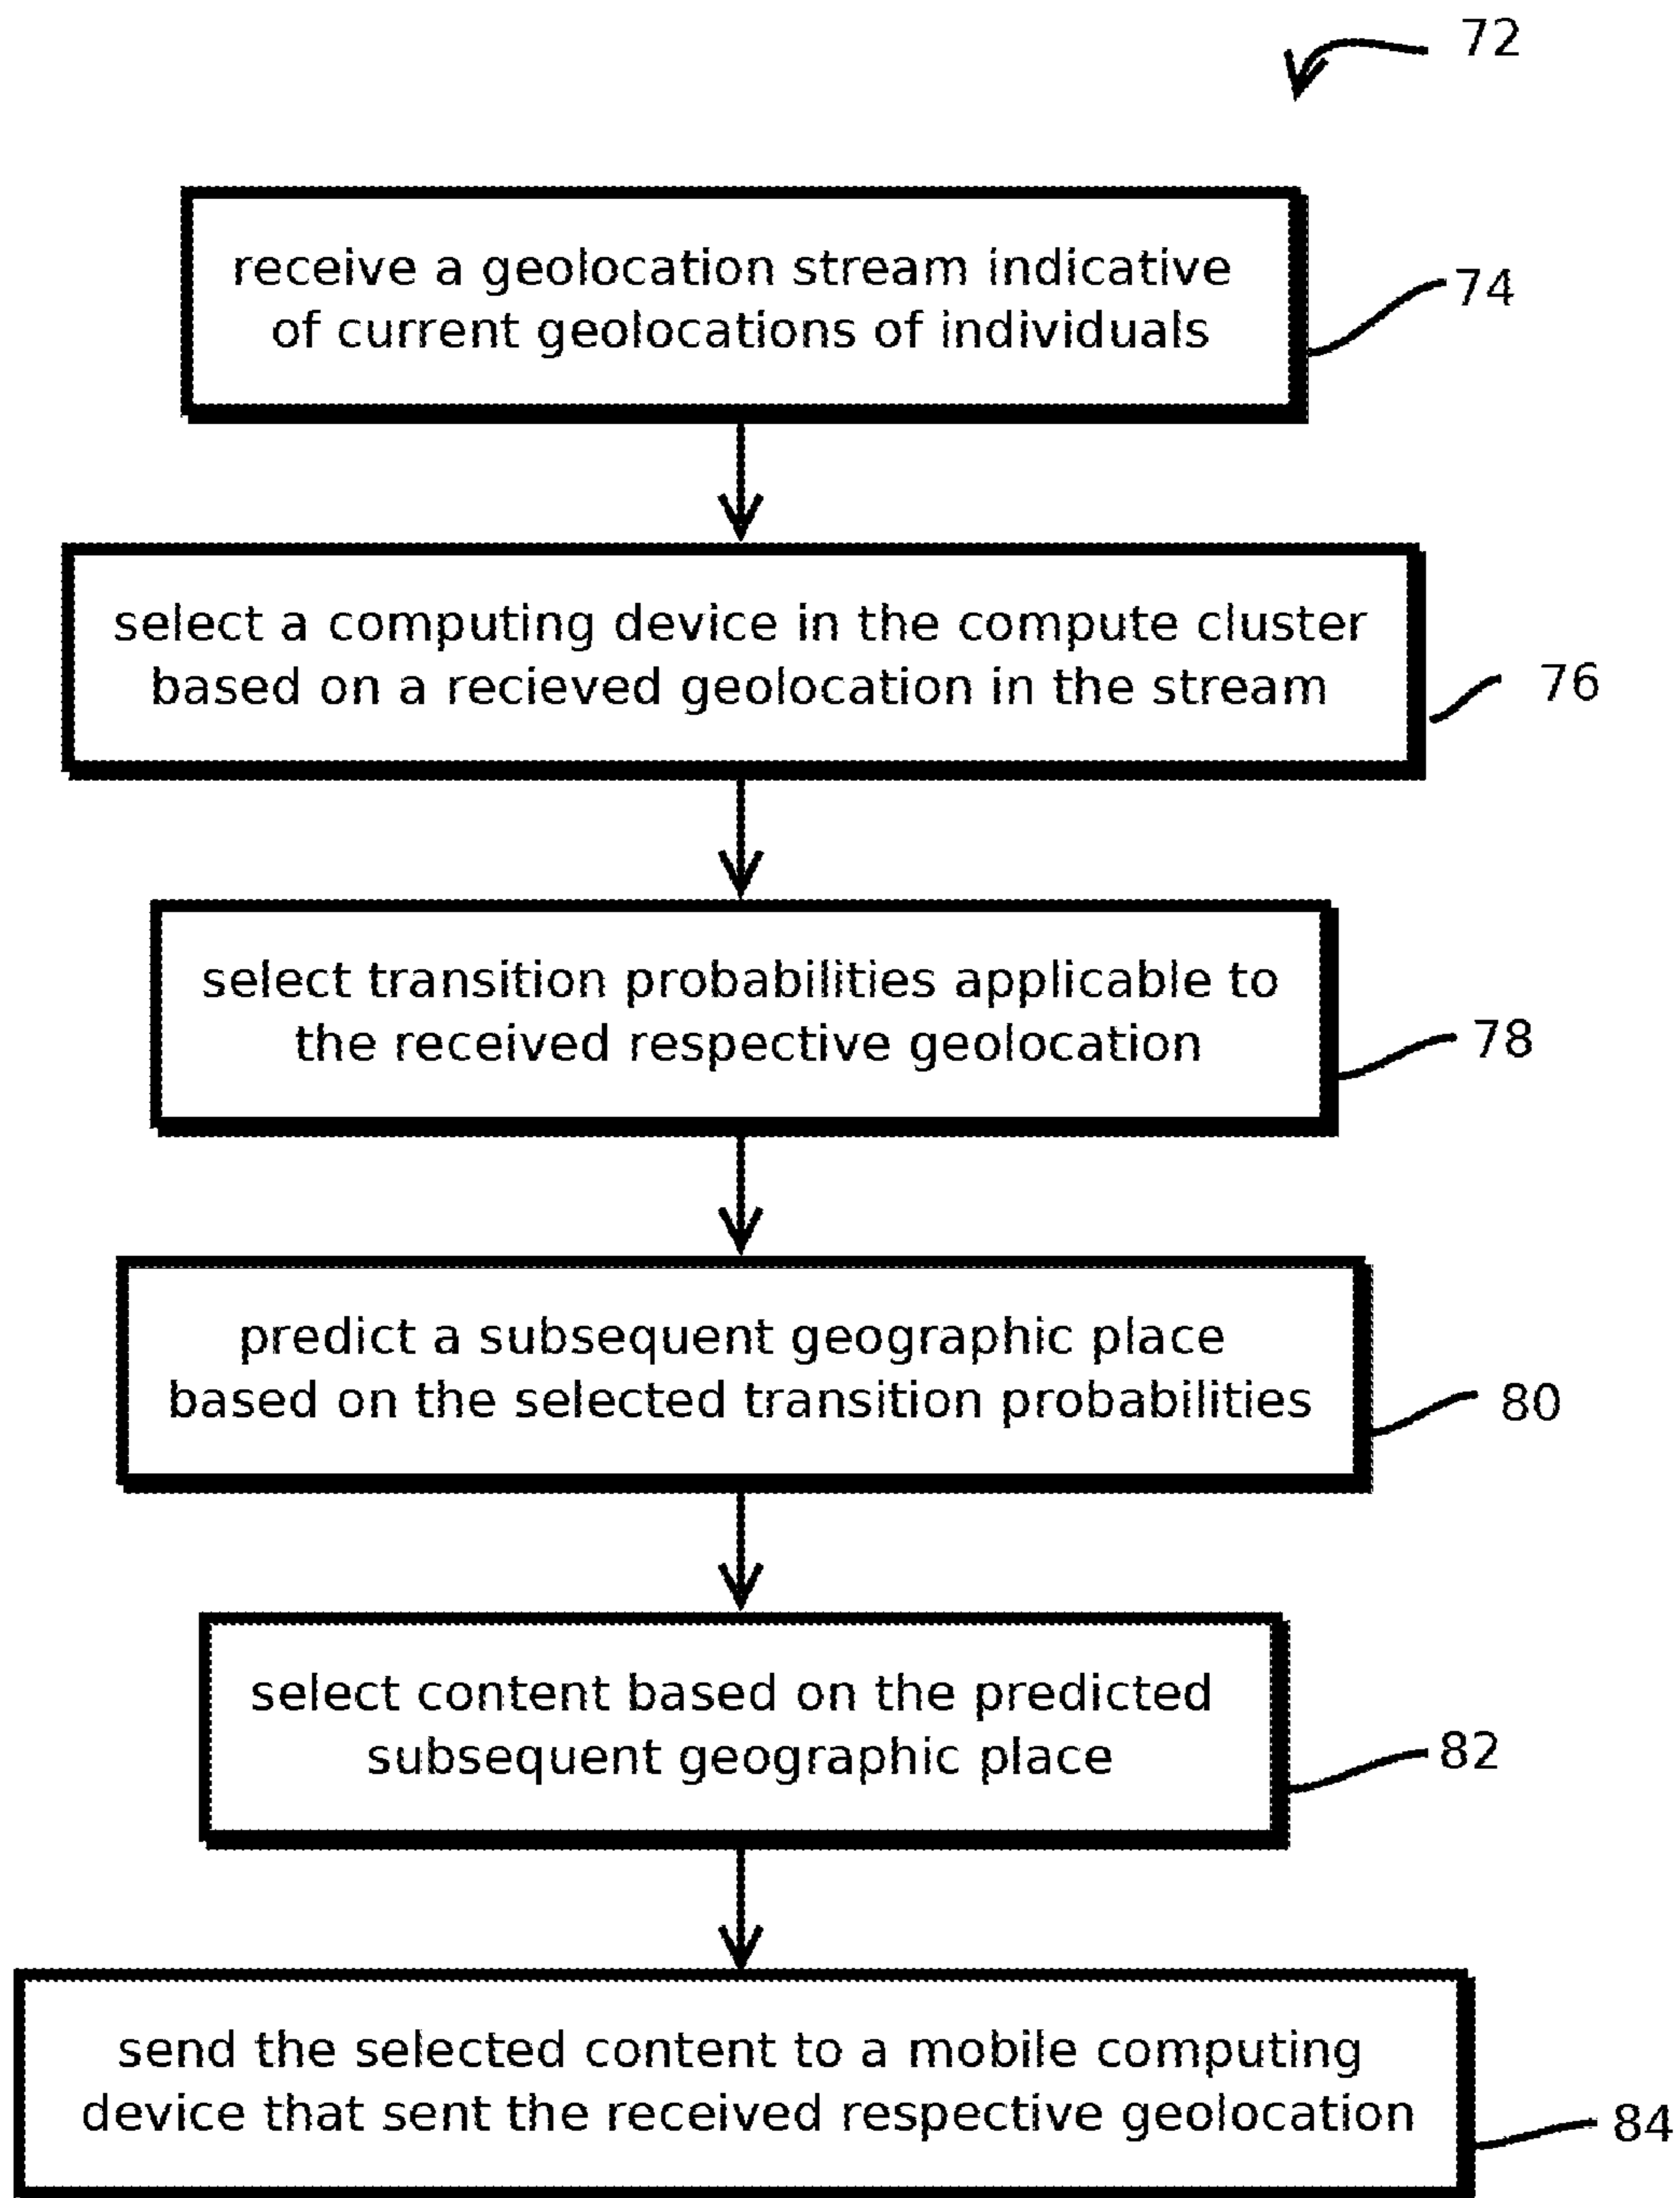 72
receive a geolocation stream indicative
of current geolocations of individuals
74
select a computing device in the compute cluster
based on a recieved geolocation in the stream
76
select transition probabilities applicable to
the received respective geolocation
78
predict a subsequent geographic place
based on the selected transition probabilities
80
select content based on the predicted
subsequent geographic place
82
send the selected content to a mobile computing
device that sent the received respective geolocation
84